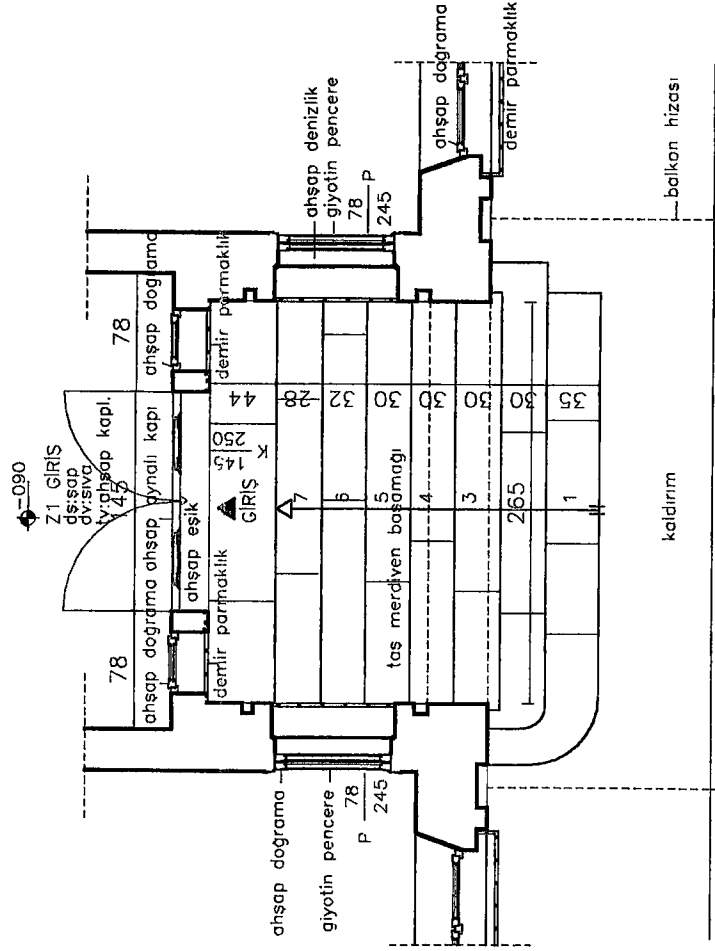 -090
Z1 GİRİŞ
dş:şap
dv:sıva
tv:ahşap kapl.
145
78
78
ahşap doğrama
ahşap aynalı kapı
ahşap doğrama
ahşap eşik
demir parmaklık
demir parmaklık
GİRİŞ
K 145
250
44
28
32
30
30
30
30
35
7
6
5
4
3
265
1
taş merdiven basamağı
ahşap denizlik
giyotin pencere
78
P
245
ahşap doğrama
giyotin pencere
78
P
245
ahşap doğrama
demir parmaklık
kaldırım
balkon hizası